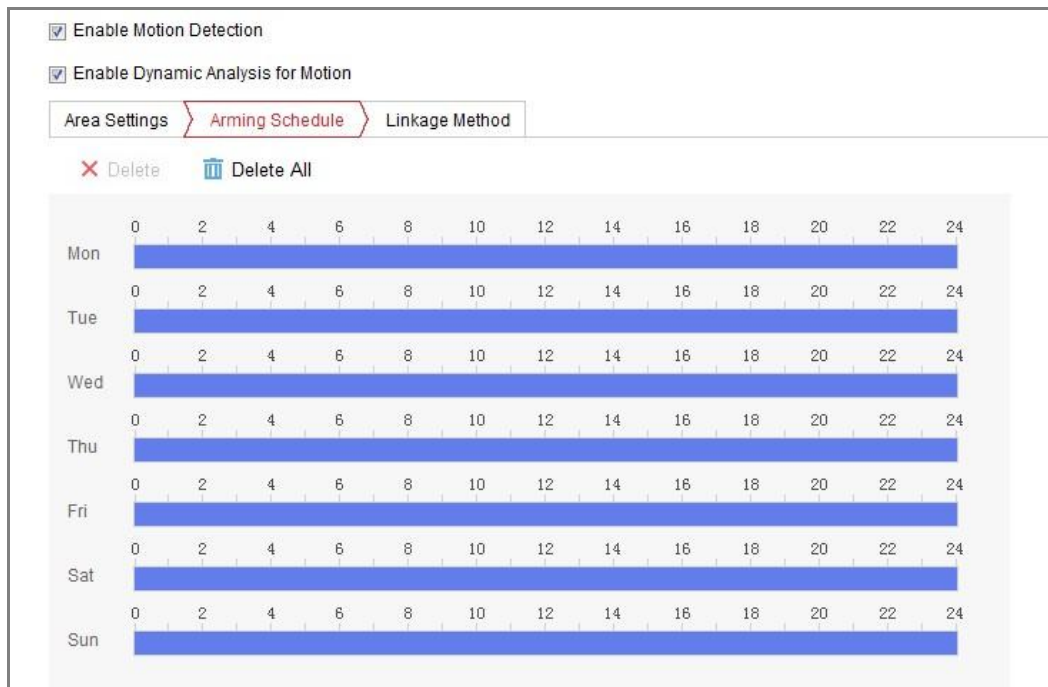 Enable Motion Detection
Enable Dynamic Analysis for Motion
Area Settings Arming Schedule Linkage Method
Delete Delete All
0 2 4 6 8 10 12 14 16 18 20 22 24
Mon
0 2 4 6 8 10 12 14 16 18 20 22 24
Tue
0 2 4 6 8 10 12 14 16 18 20 22 24
Wed
0 2 4 6 8 10 12 14 16 18 20 22 24
Thu
0 2 4 6 8 10 12 14 16 18 20 22 24
Fri
0 2 4 6 8 10 12 14 16 18 20 22 24
Sat
0 2 4 6 8 10 12 14 16 18 20 22 24
Sun